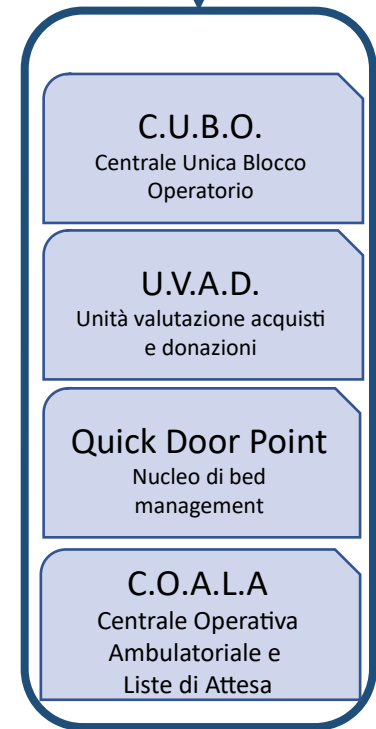 C.U.B.O.
Centrale Unica Blocco
Operatorio
U.V.A.D.
Unità valutazione acquisti
e donazioni
Quick Door Point
Nucleo di bed
management
C.O.A.L.A
Centrale Operativa
Ambulatoriale e
Liste di Attesa